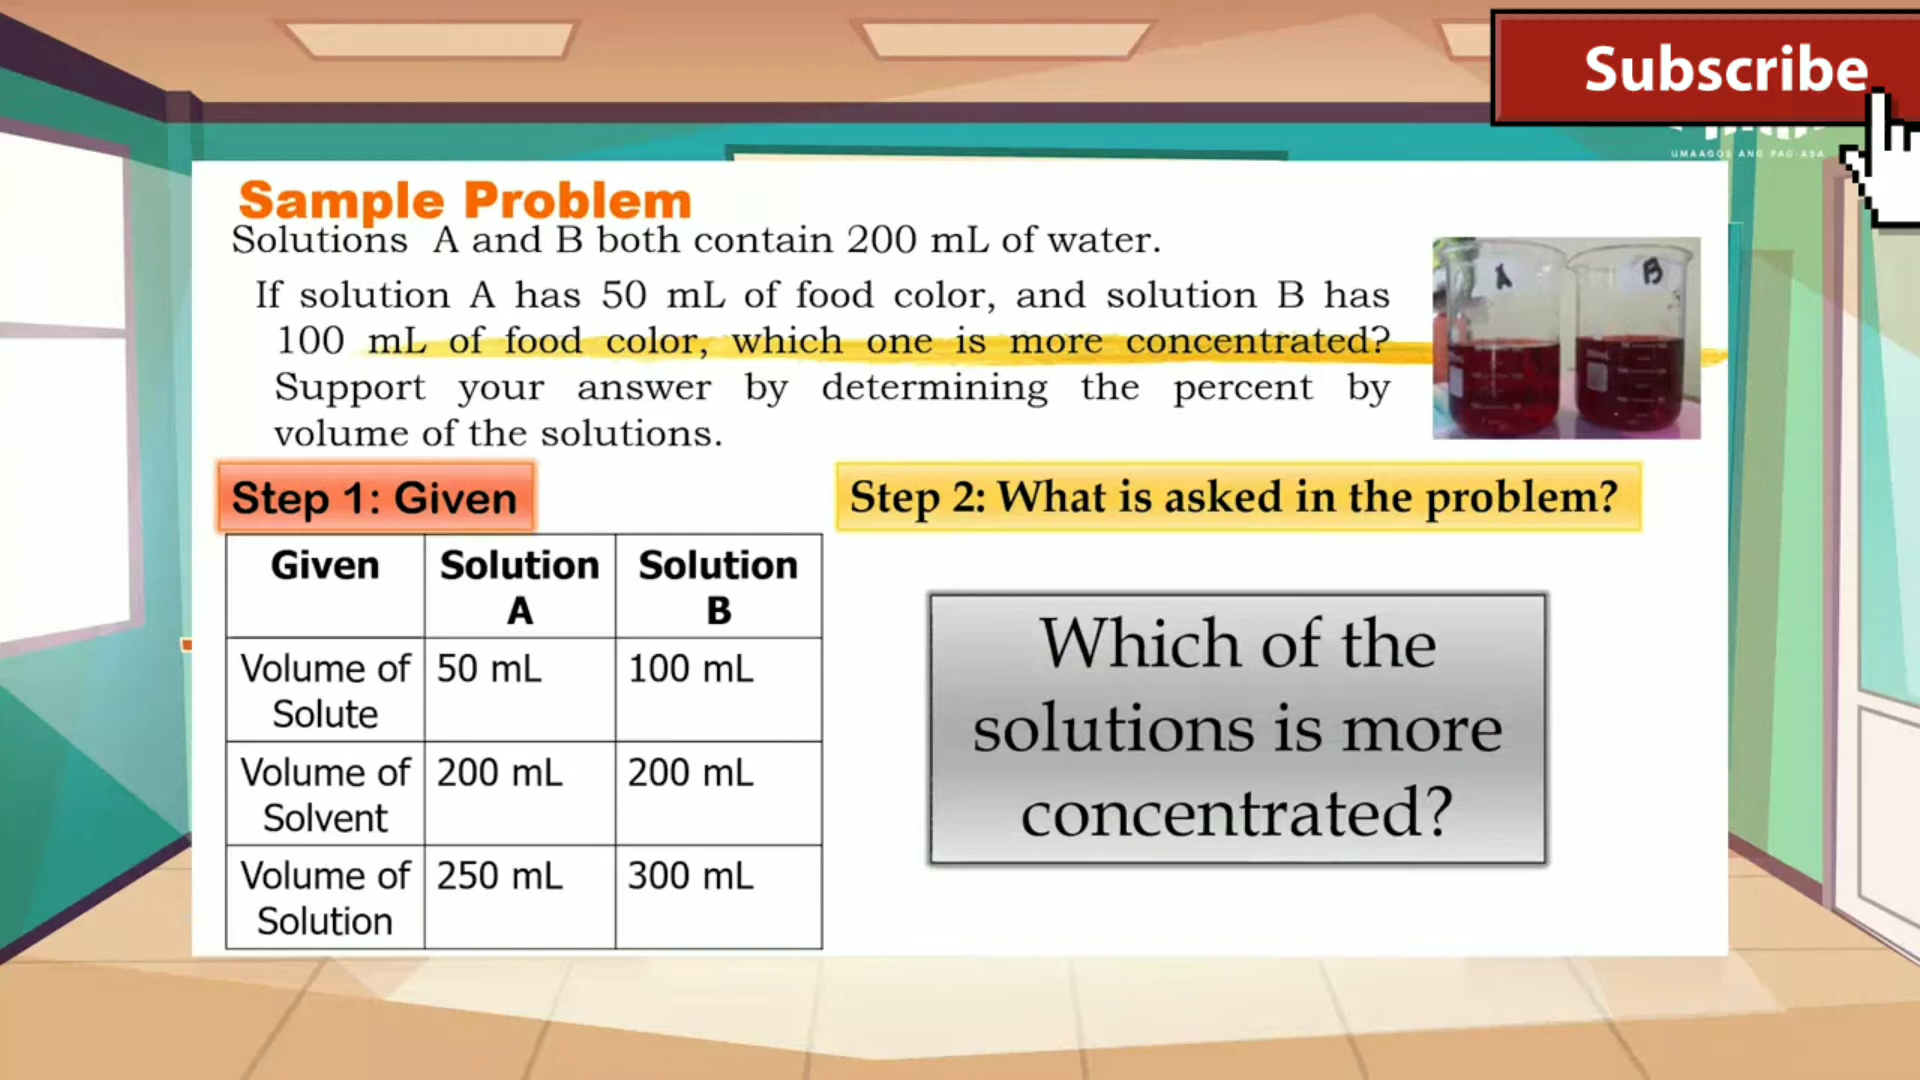 Subscribe
UMAAGOS ANG PAG-ASA
Sample Problem
Solutions A and B both contain 200 mL of water.
If solution A has 50 mL of food color, and solution B has
100 mL of food color, which one is more concentrated?
Support your answer by determining the percent by
volume of the solutions.
A
B
Step 1: Given
Step 2: What is asked in the problem?
Given
Solution
A
Solution
B
Volume of
Solute
50 mL
100 mL
Volume of
Solvent
200 mL
200 mL
Volume of
Solution
250 mL
300 mL
Which of the
solutions is more
concentrated?